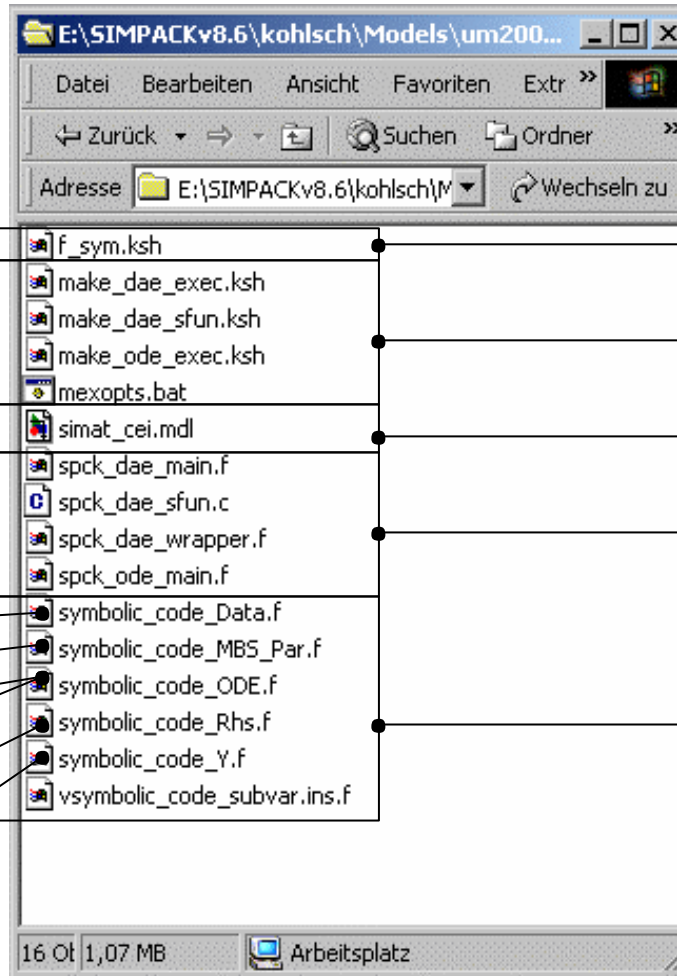 E:\SIMPACKv8.6\kohlsch\Models\um200...
Datei Bearbeiten Ansicht Favoriten Extr »
Zurück Suchen Ordner »
Adresse E:\SIMPACKv8.6\kohlsch\M Wechseln zu
f_sym.ksh
make_dae_exec.ksh
make_dae_sfun.ksh
make_ode_exec.ksh
mexopts.bat
simat_cei.mdl
spck_dae_main.f
spck_dae_sfun.c
spck_dae_wrapper.f
spck_ode_main.f
symbolic_code_Data.f
symbolic_code_MBS_Par.f
symbolic_code_ODE.f
symbolic_code_Rhs.f
symbolic_code_Y.f
vsymbolic_code_subvar.ins.f
16 Ot 1,07 MB Arbeitsplatz